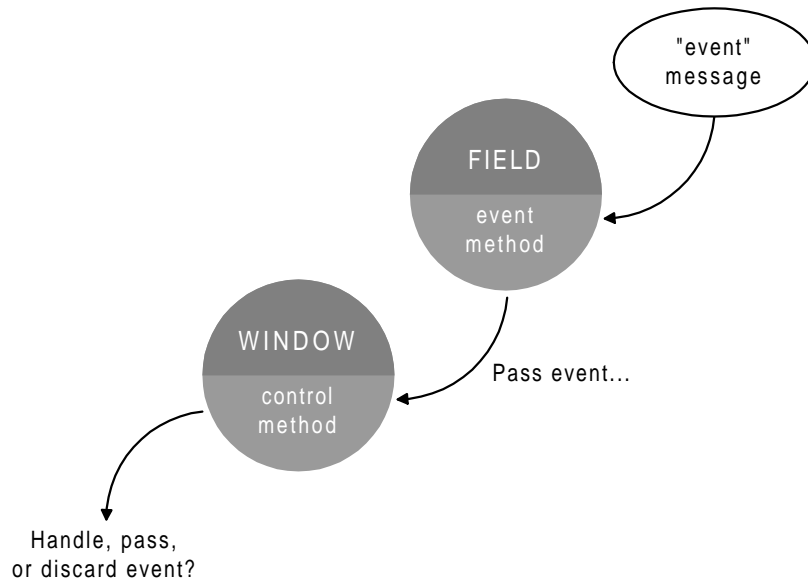 "event"
message
FIELD
event
method
WINDOW
control
method
Pass event...
Handle, pass,
or discard event?